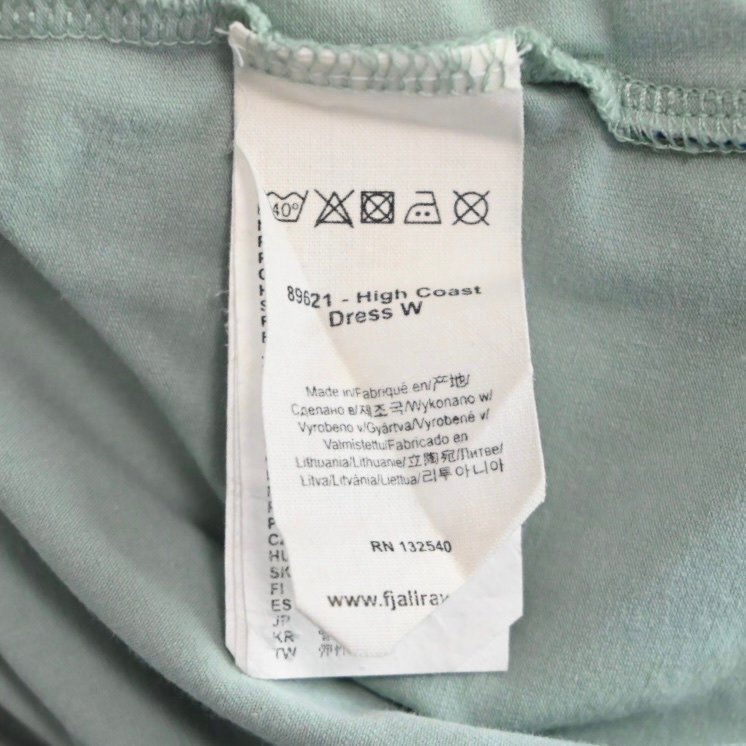 40°
89621 - High Coast
Dress W
Made in/Fabriqué en/产地/
Сделано в/제조국/Wykonano w/
Vyrobeno v/Gyártva/Vyrobené v/
Valmistettu/Fabricado en
Lithuania/Lithuanie/立陶宛/Литве/
Litva/Litvánia/Liettua/리투아니아
RN 132540
www.fjallrav
HU
SK
FI
ES
JP
KR
TW